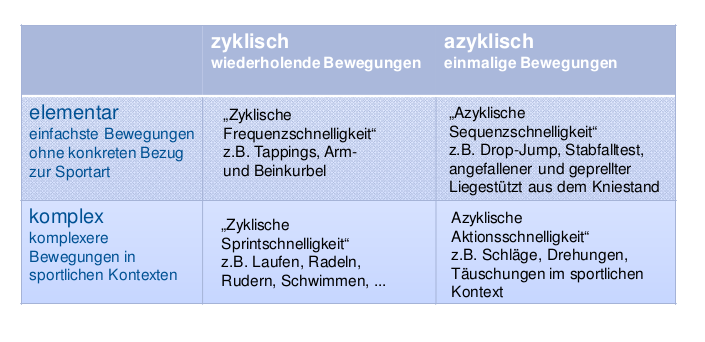 zyklisch
wiederholende Bewegungen
azyklisch
einmalige Bewegungen
elementar
einfachste Bewegungen
ohne konkreten Bezug
zur Sportart
„Zyklische
Frequenzschnelligkeit“
z.B. Tappings, Arm-
und Beinkurbel
„Azyklische
Sequenzschnelligkeit“
z.B. Drop-Jump, Stabfalltest,
angefallener und geprellter
Liegestützt aus dem Kniestand
komplex
komplexere
Bewegungen in
sportlichen Kontexten
„Zyklische
Sprintschnelligkeit“
z.B. Laufen, Radeln,
Rudern, Schwimmen, ...
Azyklische
Aktionsschnelligkeit“
z.B. Schläge, Drehungen,
Täuschungen im sportlichen
Kontext